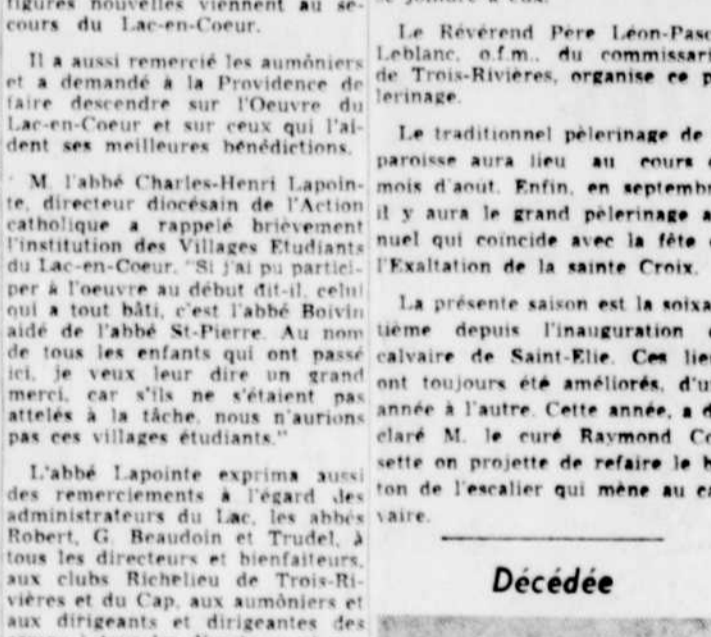 figures nouvelles viennent au se-
cours du Lac-en-Coeur.
Il a aussi remercié les aumôniers
et a demandé à la Providence de
faire descendre sur l'Oeuvre du
Lac-en-Coeur et sur ceux qui l'ai-
dent ses meilleures bénédictions.
M. l'abbé Charles-Henri Lapoin-
te, directeur diocésain de l'Action
catholique a rappelé brièvement
l'institution des Villages Etudiants
du Lac-en-Coeur. "Si j'ai pu partici-
per à l'oeuvre au début dit-il, celui
qui a tout bâti, c'est l'abbé Boivin
aidé de l'abbé St-Pierre. Au nom
de tous les enfants qui ont passé
ici, je veux leur dire un grand
merci, car s'ils ne s'étaient pas
attelés à la tâche, nous n'aurions
pas ces villages étudiants."
L'abbé Lapointe exprima aussi
des remerciements à l'égard des
administrateurs du Lac, les abbés
Robert, G. Beaudoin et Trudel, à
tous les directeurs et bienfaiteurs,
aux clubs Richelieu de Trois-Ri-
vières et du Cap, aux aumôniers et
aux dirigeants et dirigeantes des
Le Révérend Père Léon-Pasc
Leblanc, o.f.m., du commissari
de Trois-Rivières, organise ce p
lerinage.
Le traditionnel pèlerinage de
paroisse aura lieu au cours
mois d'août. Enfin, en septembr
il y aura le grand pèlerinage a
nuel qui coïncide avec la fête
l'Exaltation de la sainte Croix.
La présente saison est la soixa
tième depuis l'inauguration
calvaire de Saint-Elie. Ces lieu
ont toujours été améliorés, d'u
année à l'autre. Cette année, a d
claré M. le curé Raymond Co
sette on projette de refaire le b
ton de l'escalier qui mène au ca
vaire.
Décédée